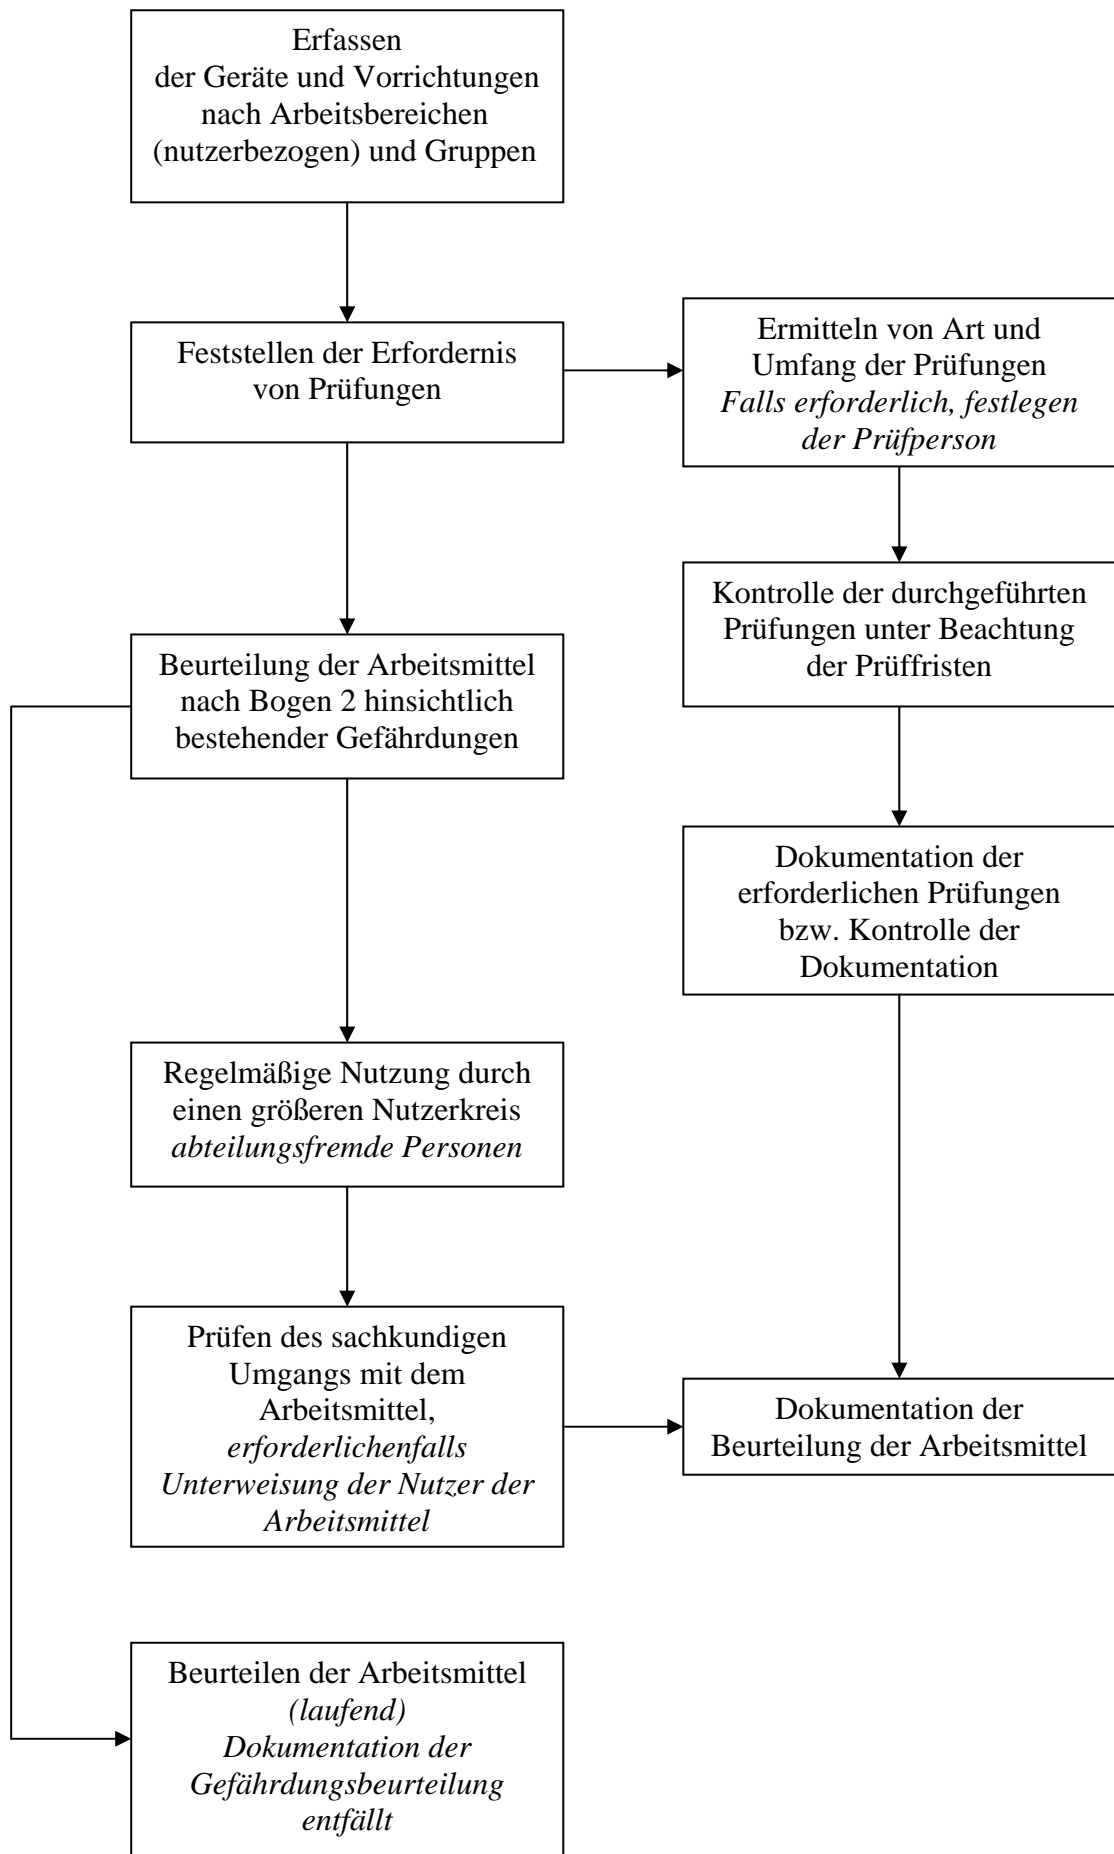 Erfassen
der Geräte und Vorrichtungen
nach Arbeitsbereichen
(nutzerbezogen) und Gruppen
Feststellen der Erfordernis
von Prüfungen
Ermitteln von Art und
Umfang der Prüfungen
Falls erforderlich, festlegen
der Prüfperson
Kontrolle der durchgeführten
Prüfungen unter Beachtung
der Prüffristen
Beurteilung der Arbeitsmittel
nach Bogen 2 hinsichtlich
bestehender Gefährdungen
Dokumentation der
erforderlichen Prüfungen
bzw. Kontrolle der
Dokumentation
Regelmäßige Nutzung durch
einen größeren Nutzerkreis
abteilungsfremde Personen
Prüfen des sachkundigen
Umgangs mit dem
Arbeitsmittel,
erforderlichenfalls
Unterweisung der Nutzer der
Arbeitsmittel
Dokumentation der
Beurteilung der Arbeitsmittel
Beurteilen der Arbeitsmittel
(laufend)
Dokumentation der
Gefährdungsbeurteilung
entfällt